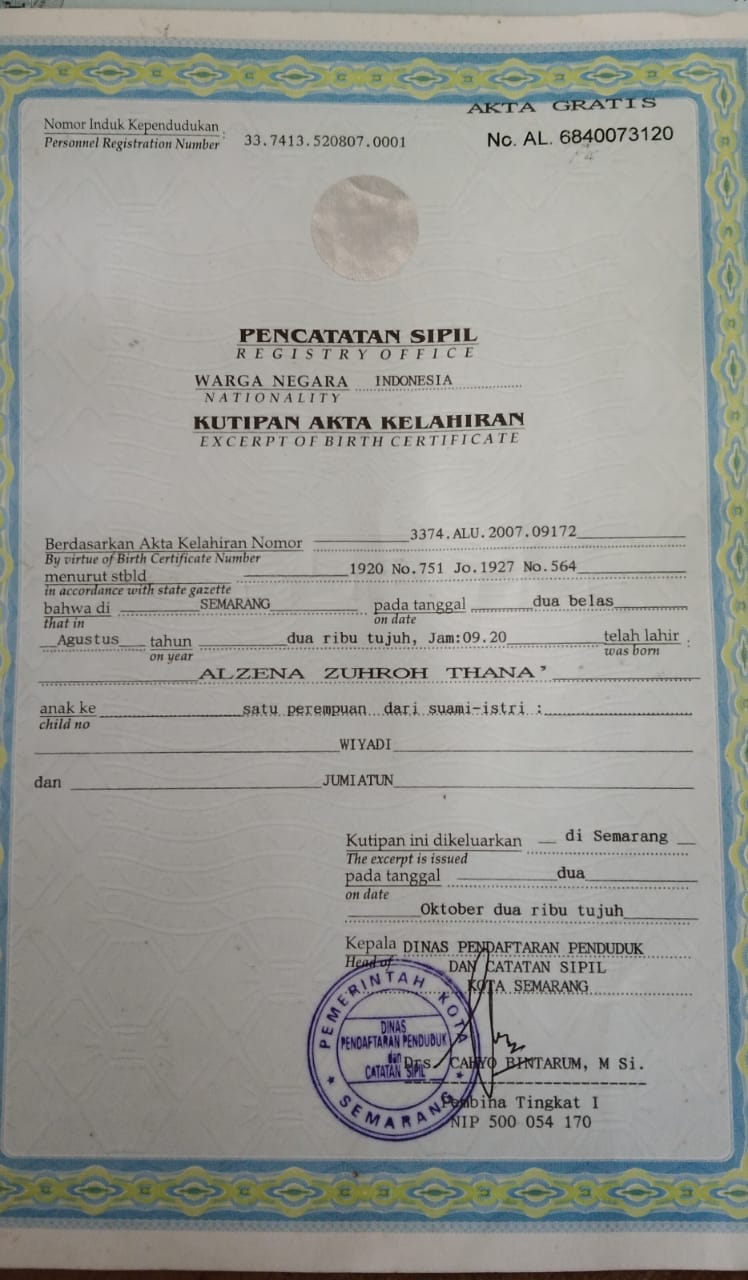 AKTA GRATIS
Nomor Induk Kependudukan : 33.7413.520807.0001
Personnel Registration Number
No. AL. 6840073120
PENCATATAN SIPIL
REGISTRY OFFICE
WARGA NEGARA INDONESIA
NATIONALITY
KUTIPAN AKTA KELAHIRAN
EXCERPT OF BIRTH CERTIFICATE
Berdasarkan Akta Kelahiran Nomor 3374.ALU.2007.09172
By virtue of Birth Certificate Number
menurut stbld 1920 No.751 Jo.1927 No.564
in accordance with state gazette
bahwa di SEMARANG pada tanggal dua belas
that in on date
Agustus tahun dua ribu tujuh, Jam:09.20 telah lahir :
on year was born
ALZENA ZUHROH THANA'
anak ke satu perempuan dari suami-istri :
child no
WIYADI
dan JUMIATUN
Kutipan ini dikeluarkan di Semarang
The excerpt is issued
pada tanggal dua
on date
Oktober dua ribu tujuh
Kepala DINAS PENDAFTARAN PENDUDUK
Head of DAN CATATAN SIPIL
KOTA SEMARANG
PEMERINTAH KOTA
DINAS
PENDAFTARAN PENDUDUK
dan
CATATAN SIPIL
SEMARANG
Drs. CAHYO BINTARUM, M Si.
Pembina Tingkat I
NIP 500 054 170